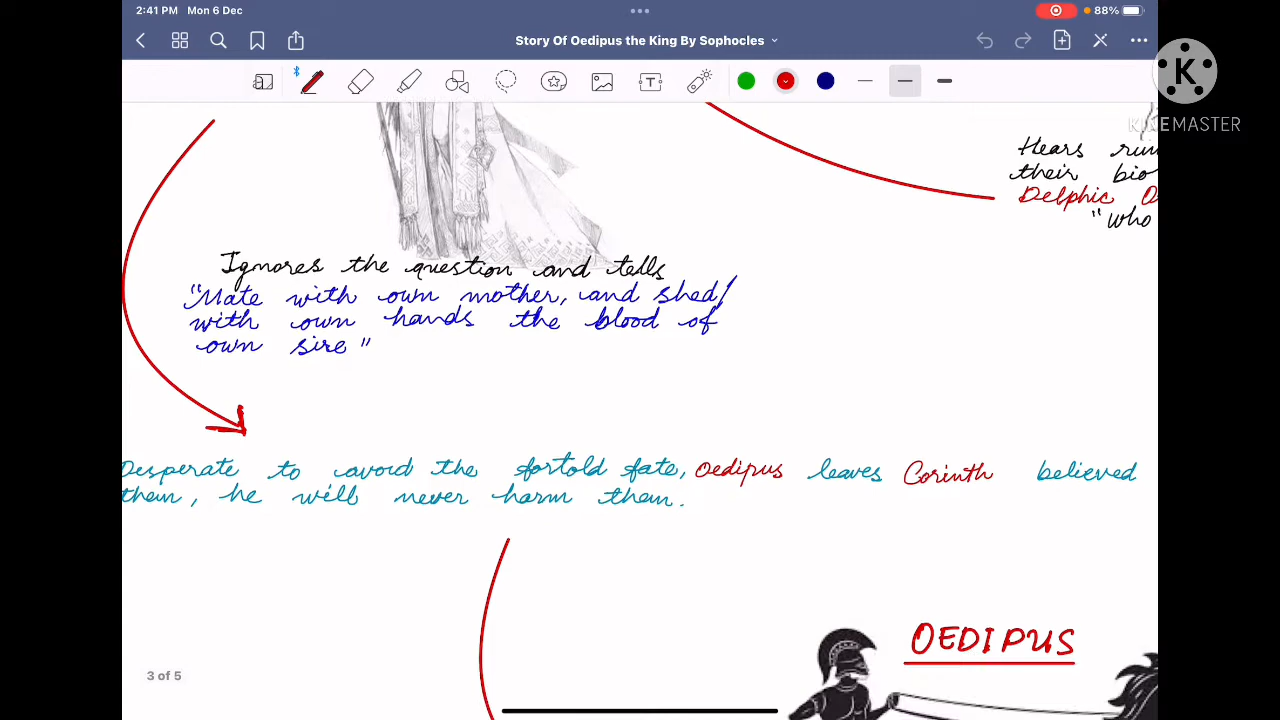 2:41 PM Mon 6 Dec
88%
Story Of Oedipus the King By Sophocles
T
K
KINEMASTER
Hears
their
Delphic
"who
Ignores the question and tells
"Mate with own mother, and shed/
with own hands the blood of
own sire"
Desperate to avoid the fortold fate, Oedipus leaves Corinth believed
them, he will never harm them.
OEDIPUS
3 of 5